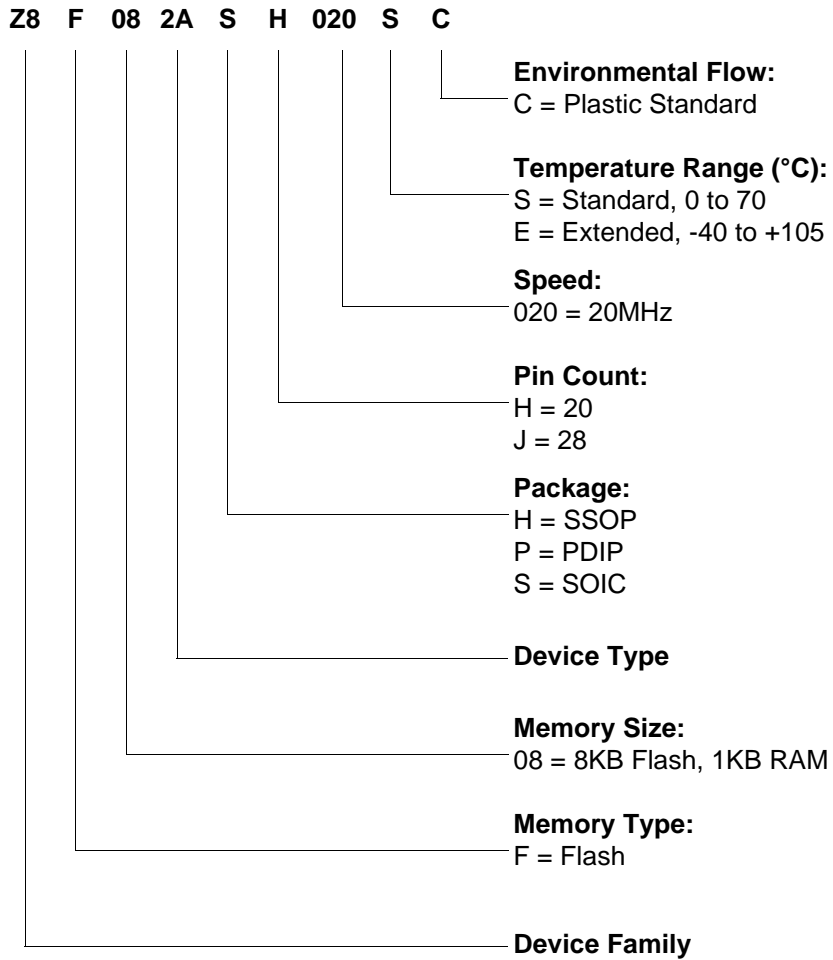 Z8 F 08 2A S H 020 S C
Environmental Flow:
C = Plastic Standard
Temperature Range (°C):
S = Standard, 0 to 70
E = Extended, -40 to +105
Speed:
020 = 20MHz
Pin Count:
H = 20
J = 28
Package:
H = SSOP
P = PDIP
S = SOIC
Device Type
Memory Size:
08 = 8KB Flash, 1KB RAM
Memory Type:
F = Flash
Device Family